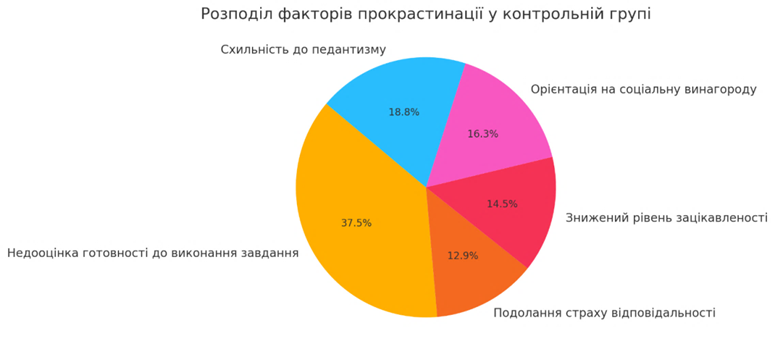 Розподіл факторів прокрастинації у контрольній групі
Схильність до педантизму
Орієнтація на соціальну винагороду
18.8%
16.3%
14.5%
Знижений рівень зацікавленості
37.5%
Недооцінка готовності до виконання завдання
12.9%
Подолання страху відповідальності